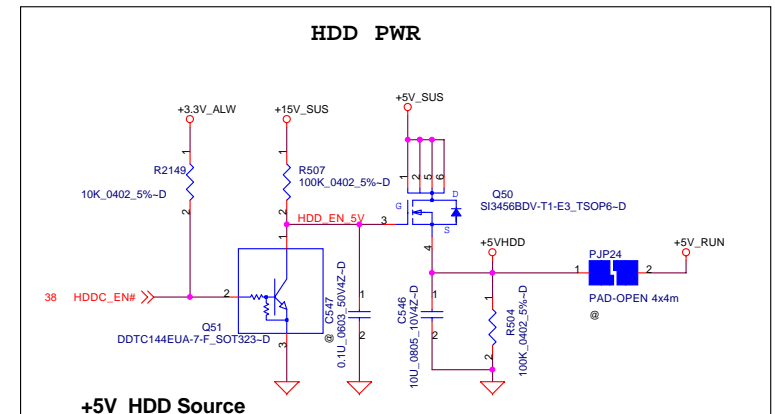 HDD PWR
+3.3V_ALW
+15V_SUS
+5V_SUS
1
R2149
10K_0402_5%~D
2
1
R507
100K_0402_5%~D
2
HDD_EN_5V
1
2
5
6
D
G
S
3
4
Q50
SI3456BDV-T1-E3_TSOP6~D
+5VHDD
PJP24
1
2
PAD-OPEN 4x4m
@
+5V_RUN
38 HDDC_EN#
2
1
3
Q51
DDTC144EUA-7-F_SOT323~D
@ C547
0.1U_0603_50V4Z~D
1
2
C546
10U_0805_10V4Z~D
1
2
1
R504
100K_0402_5%~D
2
+5V HDD Source